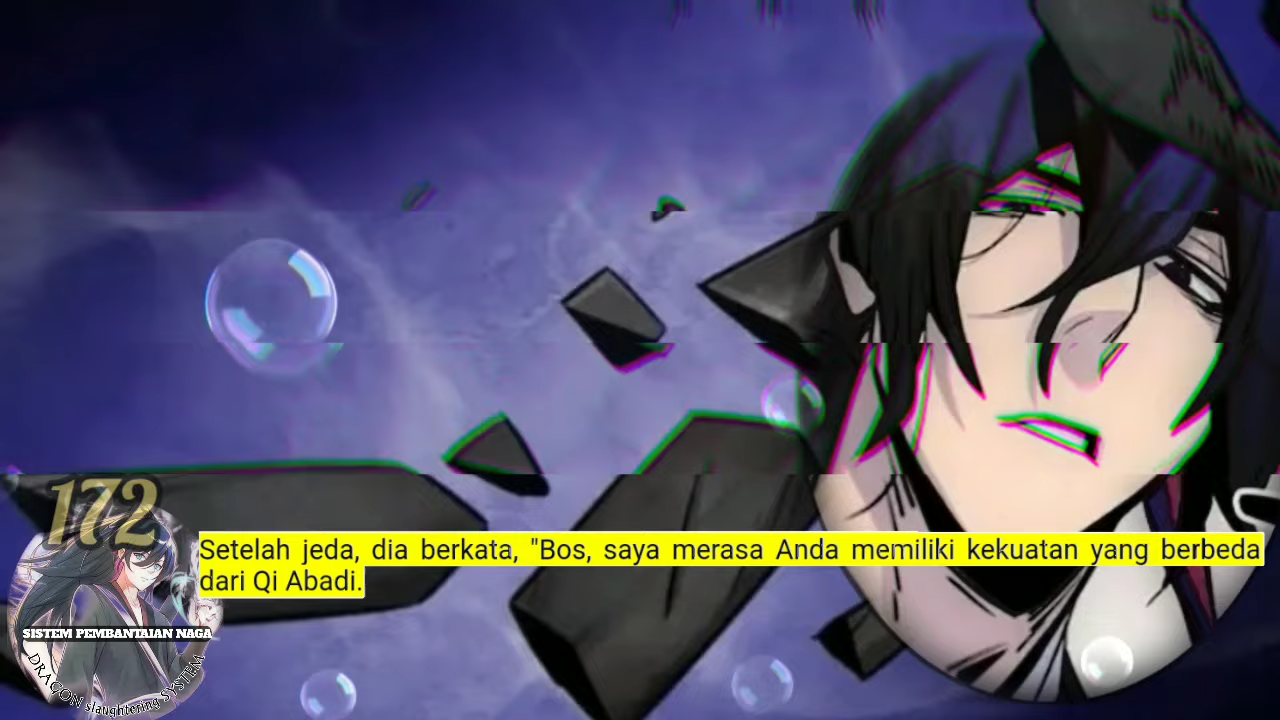 172
Setelah jeda, dia berkata, "Bos, saya merasa Anda memiliki kekuatan yang berbeda
dari Qi Abadi.
SISTEM PEMBANTAIAN NAGA
DRAGON slaughtering SYSTEM